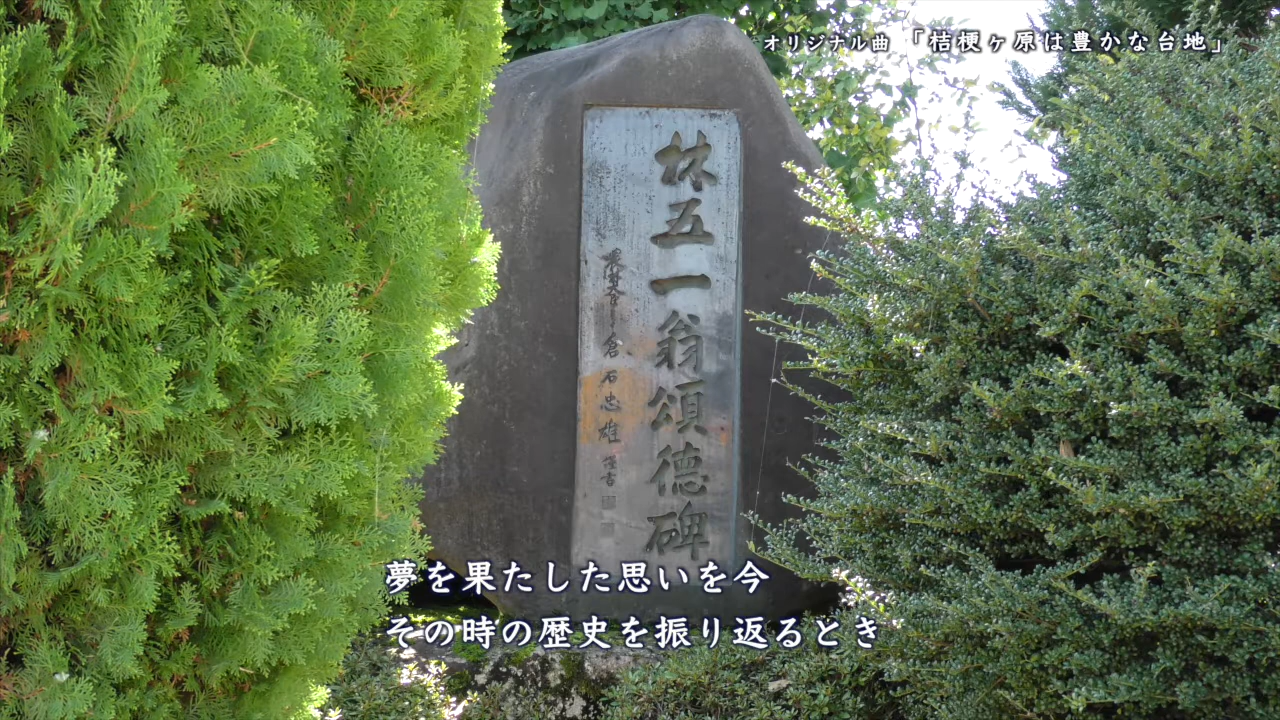 オリジナル曲 「桔梗ヶ原は豊かな台地」
林五一翁頌德碑
倉石忠雄
夢を果たした思いを今
その時の歴史を振り返るとき